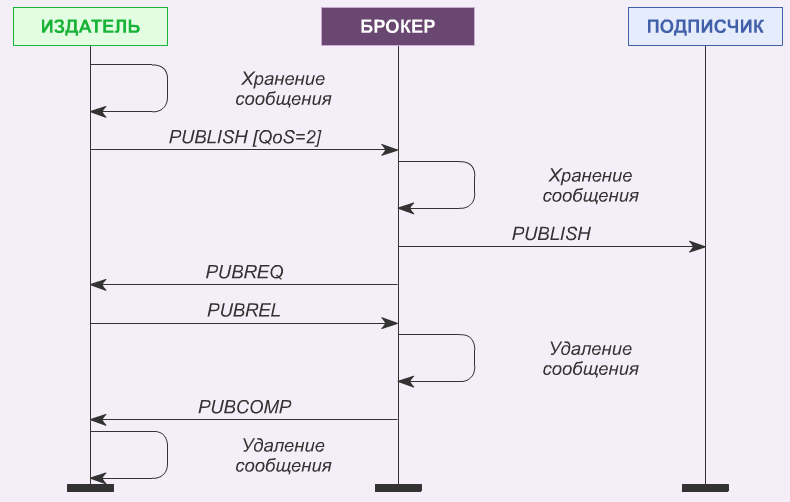 ИЗДАТЕЛЬ
БРОКЕР
ПОДПИСЧИК
Хранение
сообщения
PUBLISH [QoS=2]
Хранение
сообщения
PUBLISH
PUBREQ
PUBREL
Удаление
сообщения
PUBCOMP
Удаление
сообщения